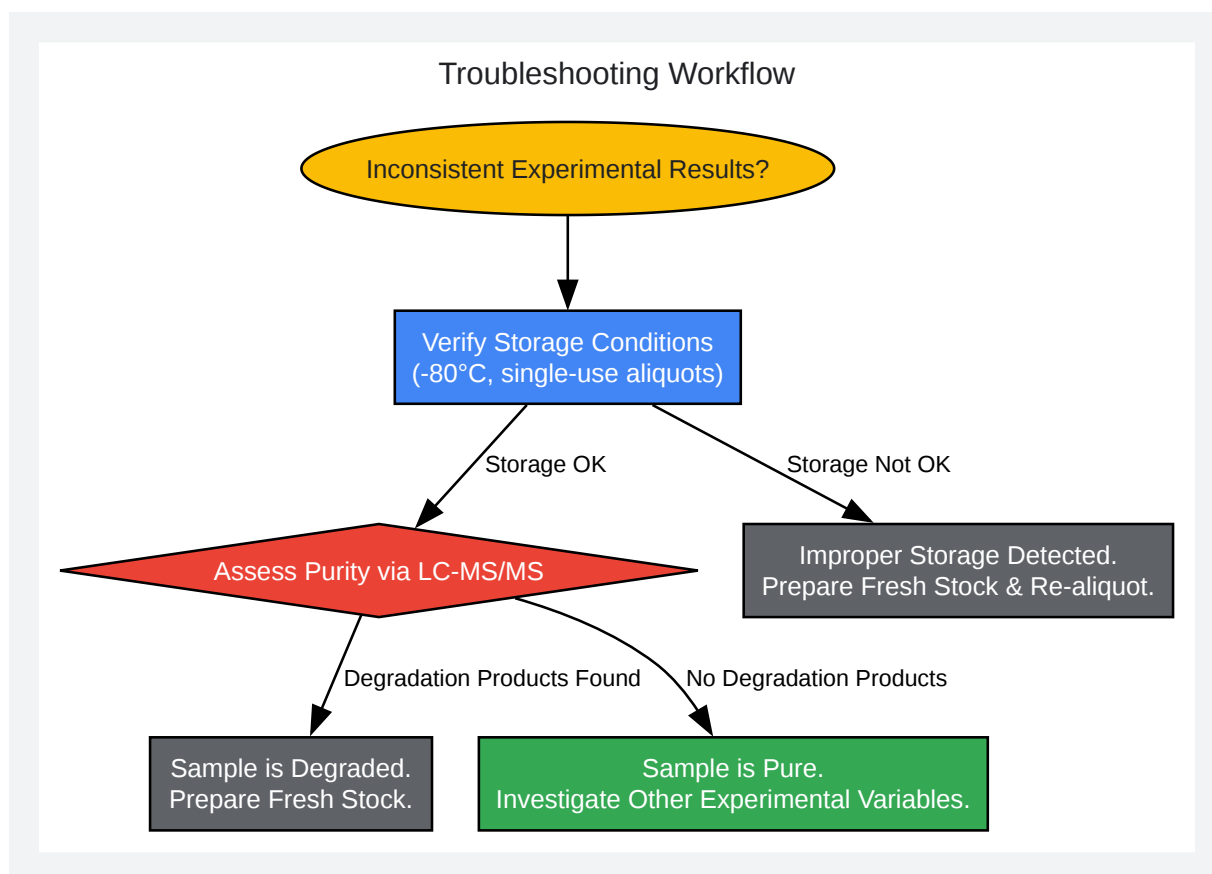 Troubleshooting Workflow
Inconsistent Experimental Results?
Verify Storage Conditions
(-80°C, single-use aliquots)
Storage OK
Storage Not OK
Assess Purity via LC-MS/MS
Improper Storage Detected.
Prepare Fresh Stock & Re-aliquot.
Degradation Products Found
No Degradation Products
Sample is Degraded.
Prepare Fresh Stock.
Sample is Pure.
Investigate Other Experimental Variables.